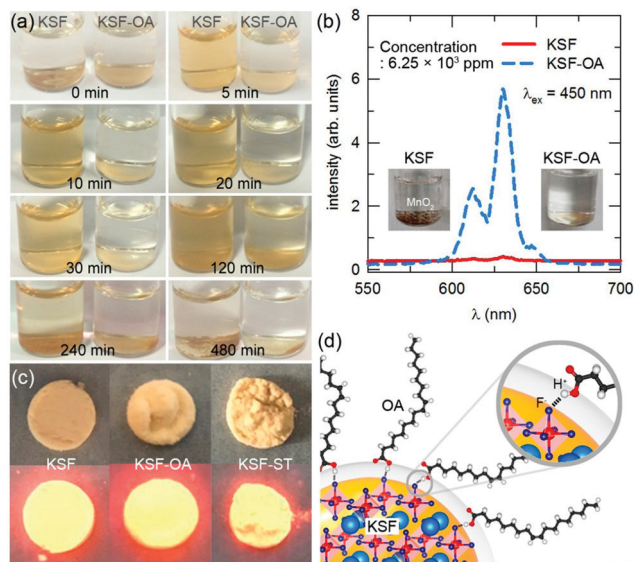 (a)
KSF KSF-OA KSF KSF-OA
0 min 5 min
10 min 20 min
30 min 120 min
240 min 480 min
(b)
Concentration
: 6.25 × 10³ ppm
KSF
KSF-OA
λex = 450 nm
KSF
KSF-OA
MnO₂
intensity (arb. units)
8
6
4
2
0
550 600 650 700
λ (nm)
(c)
KSF KSF-OA KSF-ST
(d)
OA
H⁺
F⁻
KSF